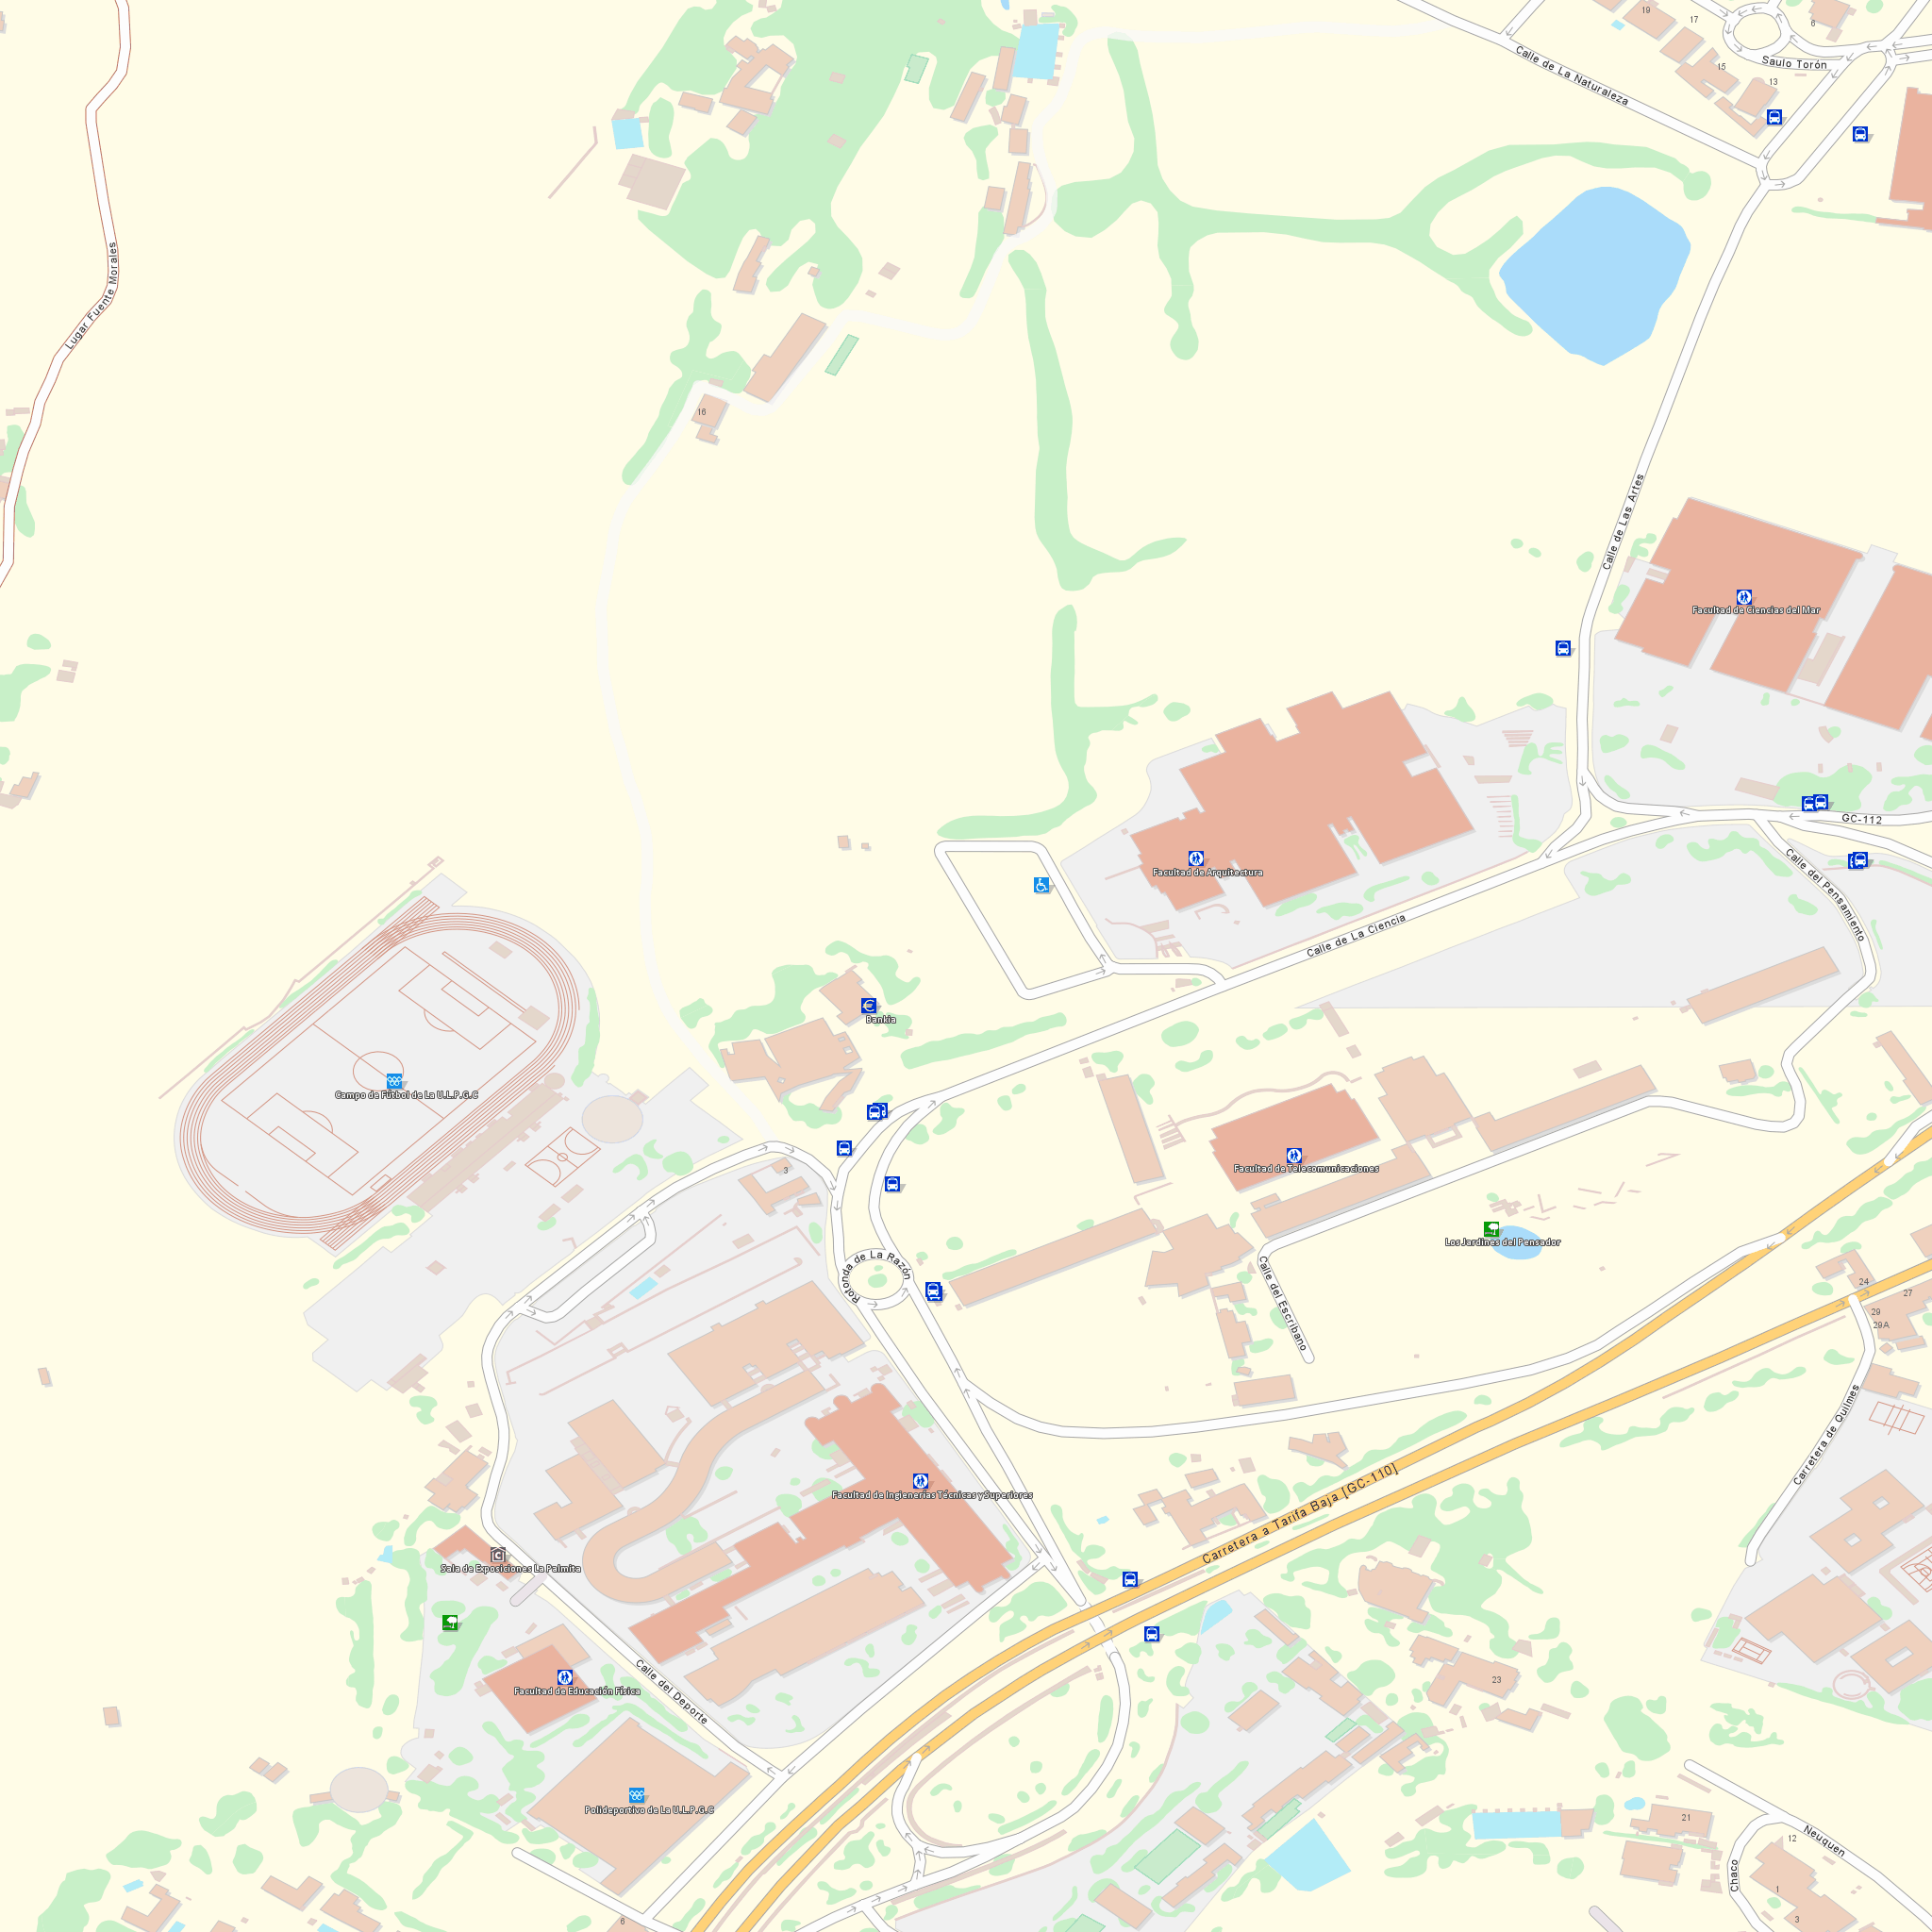 19
17
6
Saulo Torón
15
13
Calle de La Naturaleza
Lugar Fuente Morales
16
Calle de Las Artes
Facultad de Ciencias del Mar
GC-112
Calle del Pensamiento
Facultad de Arquitectura
Calle de La Ciencia
Bankia
Campo de Fútbol de La U.L.P.G.C
3
Facultad de Telecomunicaciones
Los Jardines del Pensador
Rotonda de La Razón
Calle del Escribano
24
27
29
29A
Carretera de Quilmes
Facultad de Ingienerías Técnicas y Superiores
Carretera a Tarifa Baja [GC-110]
Sala de Exposiciones La Palmita
Facultad de Educación Física
Calle del Deporte
23
Polideportivo de La U.L.P.G.C
21
12
Neuquen
Chaco
1
3
6